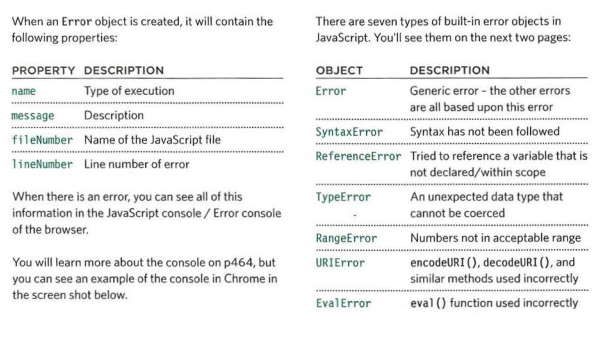 When an Error object is created, it will contain the
following properties:
PROPERTY DESCRIPTION
name Type of execution
message Description
fileNumber Name of the JavaScript file
lineNumber Line number of error
When there is an error, you can see all of this
information in the JavaScript console / Error console
of the browser.
You will learn more about the console on p464, but
you can see an example of the console in Chrome in
the screen shot below.
There are seven types of built-in error objects in
JavaScript. You'll see them on the next two pages:
OBJECT DESCRIPTION
Error Generic error - the other errors
are all based upon this error
SyntaxError Syntax has not been followed
ReferenceError Tried to reference a variable that is
not declared/within scope
TypeError An unexpected data type that
cannot be coerced
RangeError Numbers not in acceptable range
URIError encodeURI(), decodeURI(), and
similar methods used incorrectly
EvalError eval() function used incorrectly